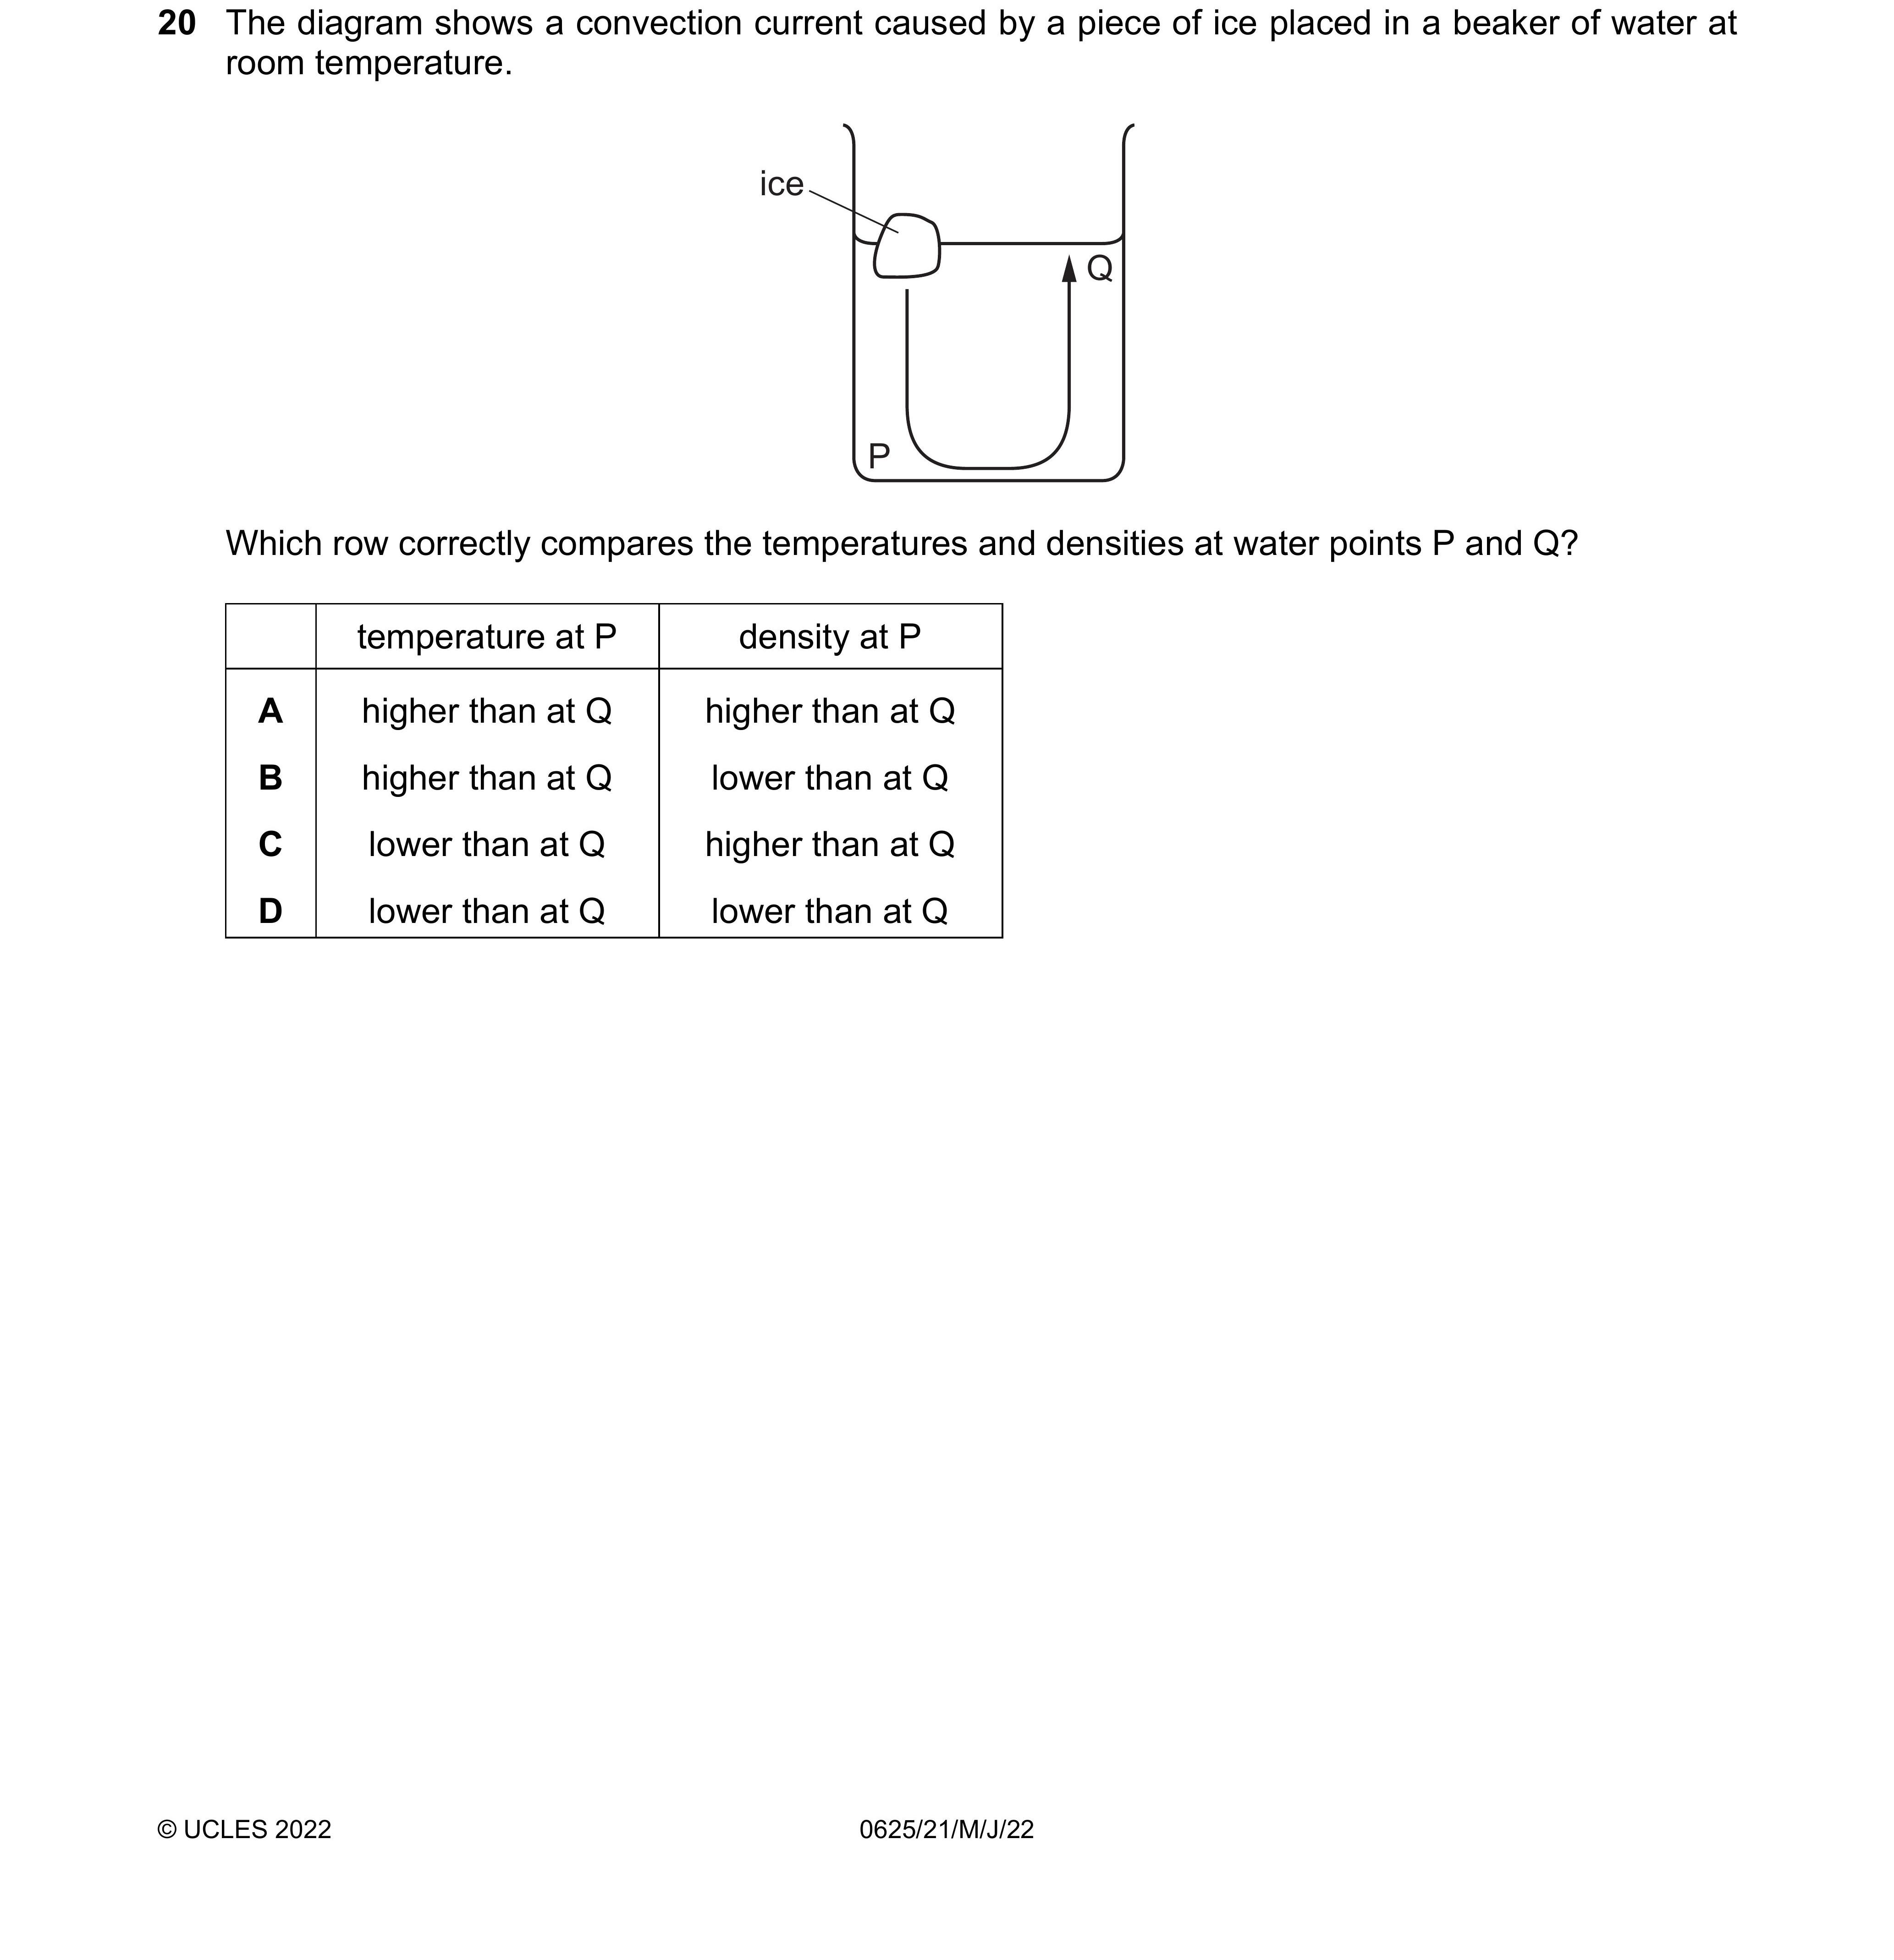 20 The diagram shows a convection current caused by a piece of ice placed in a beaker of water at
room temperature.
ice
Q
P
Which row correctly compares the temperatures and densities at water points P and Q?
temperature at P density at P
A higher than at Q higher than at Q
B higher than at Q lower than at Q
C lower than at Q higher than at Q
D lower than at Q lower than at Q
© UCLES 2022 0625/21/M/J/22